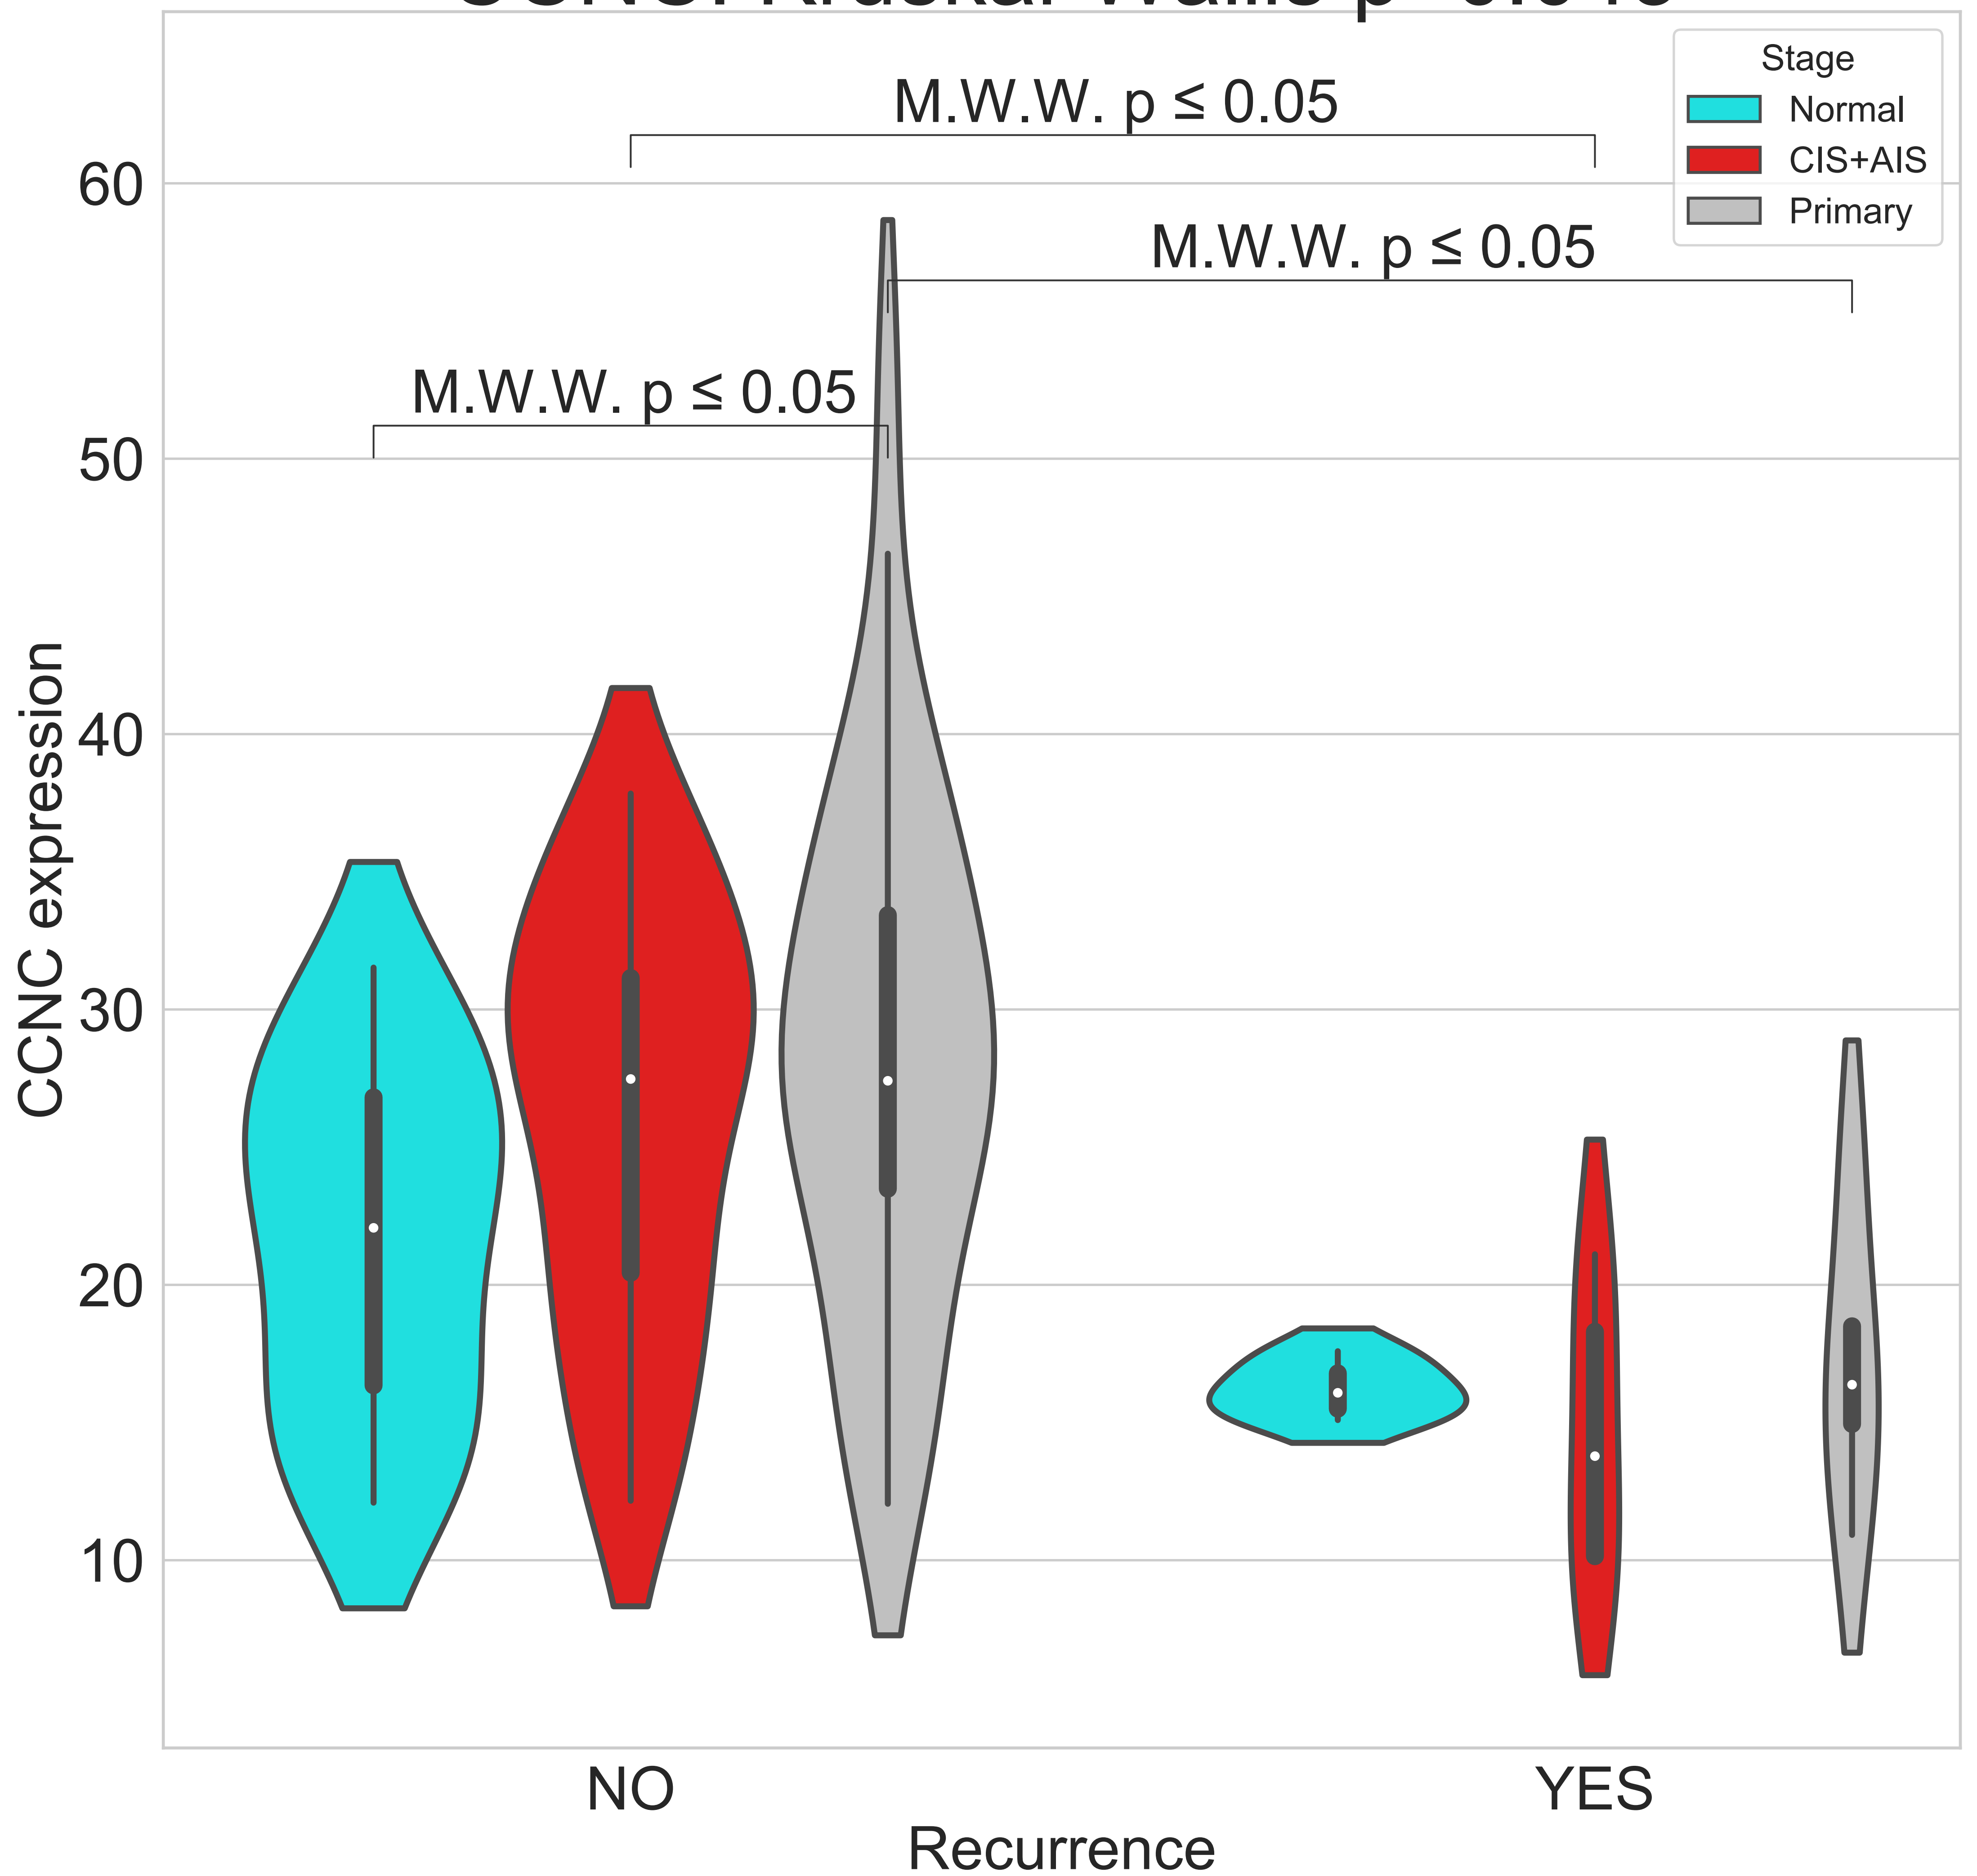 Stage
Normal
CIS+AIS
Primary
M.W.W. p ≤ 0.05
M.W.W. p ≤ 0.05
M.W.W. p ≤ 0.05
60
50
40
30
20
10
CCNC expression
NO
YES
Recurrence